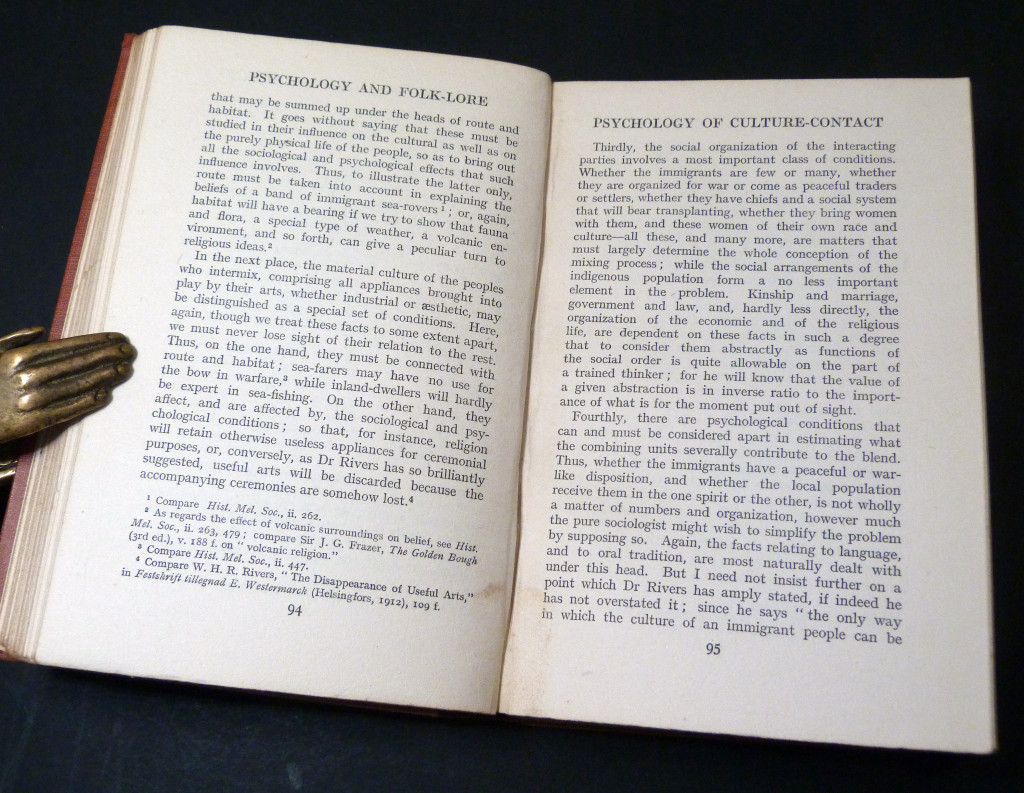 PSYCHOLOGY AND FOLK-LORE
that may be summed up under the heads of route and
habitat. It goes without saying that these must be
studied in their influence on the cultural as well as on
the purely physical life of the people, so as to bring out
all the sociological and psychological effects that such
influence involves. Thus, to illustrate the latter only,
route must be taken into account in explaining the
beliefs of a band of immigrant sea-rovers¹; or, again,
habitat will have a bearing if we try to show that fauna
and flora, a special type of weather, a volcanic en-
vironment, and so forth, can give a peculiar turn to
religious ideas.²
In the next place, the material culture of the peoples
who intermix, comprising all appliances brought into
play by their arts, whether industrial or æsthetic, may
be distinguished as a special set of conditions. Here,
again, though we treat these facts to some extent apart,
we must never lose sight of their relation to the rest.
Thus, on the one hand, they must be connected with
route and habitat; sea-farers may have no use for
the bow in warfare,³ while inland-dwellers will hardly
be expert in sea-fishing. On the other hand, they
affect, and are affected by, the sociological and psy-
chological conditions; so that, for instance, religion
will retain otherwise useless appliances for ceremonial
purposes, or, conversely, as Dr Rivers has so brilliantly
suggested, useful arts will be discarded because the
accompanying ceremonies are somehow lost.⁴
¹ Compare Hist. Mel. Soc., ii. 262.
² As regards the effect of volcanic surroundings on belief, see Hist.
Mel. Soc., ii. 263, 479; compare Sir J. G. Frazer, The Golden Bough
(3rd ed.), v. 188 f. on "volcanic religion."
³ Compare Hist. Mel. Soc., ii. 447.
⁴ Compare W. H. R. Rivers, "The Disappearance of Useful Arts,"
in Festshrift tillegnad E. Westermarck (Helsingfors, 1912), 109 f.
94
PSYCHOLOGY OF CULTURE-CONTACT
Thirdly, the social organization of the interacting
parties involves a most important class of conditions.
Whether the immigrants are few or many, whether
they are organized for war or come as peaceful traders
or settlers, whether they have chiefs and a social system
that will bear transplanting, whether they bring women
with them, and these women of their own race and
culture—all these, and many more, are matters that
must largely determine the whole conception of the
mixing process; while the social arrangements of the
indigenous population form a no less important
element in the problem. Kinship and marriage,
government and law, and, hardly less directly, the
organization of the economic and of the religious
life, are dependent on these facts in such a degree
that to consider them abstractly as functions of
the social order is quite allowable on the part of
a trained thinker; for he will know that the value of
a given abstraction is in inverse ratio to the import-
ance of what is for the moment put out of sight.
Fourthly, there are psychological conditions that
can and must be considered apart in estimating what
the combining units severally contribute to the blend.
Thus, whether the immigrants have a peaceful or war-
like disposition, and whether the local population
receive them in the one spirit or the other, is not wholly
a matter of numbers and organization, however much
the pure sociologist might wish to simplify the problem
by supposing so. Again, the facts relating to language,
and to oral tradition, are most naturally dealt with
under this head. But I need not insist further on a
point which Dr Rivers has amply stated, if indeed he
has not overstated it; since he says "the only way
in which the culture of an immigrant people can be
95